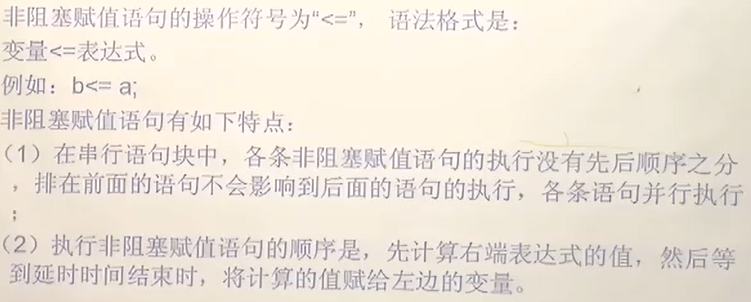 非阻塞赋值语句的操作符号为“<=”, 语法格式是:
变量<=表达式。
例如:b<= a;
非阻塞赋值语句有如下特点:
(1)在串行语句块中,各条非阻塞赋值语句的执行没有先后顺序之分
,排在前面的语句不会影响到后面的语句的执行,各条语句并行执行
;
(2)执行非阻塞赋值语句的顺序是,先计算右端表达式的值,然后等
到延时时间结束时,将计算的值赋给左边的变量。